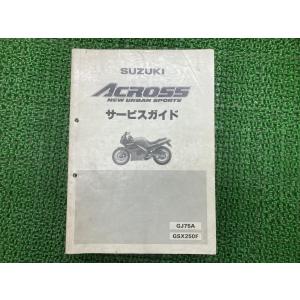 SUZUKI
ACROSS
NEW URBAN SPORTS
サービスガイド
GJ75A
GSX250F